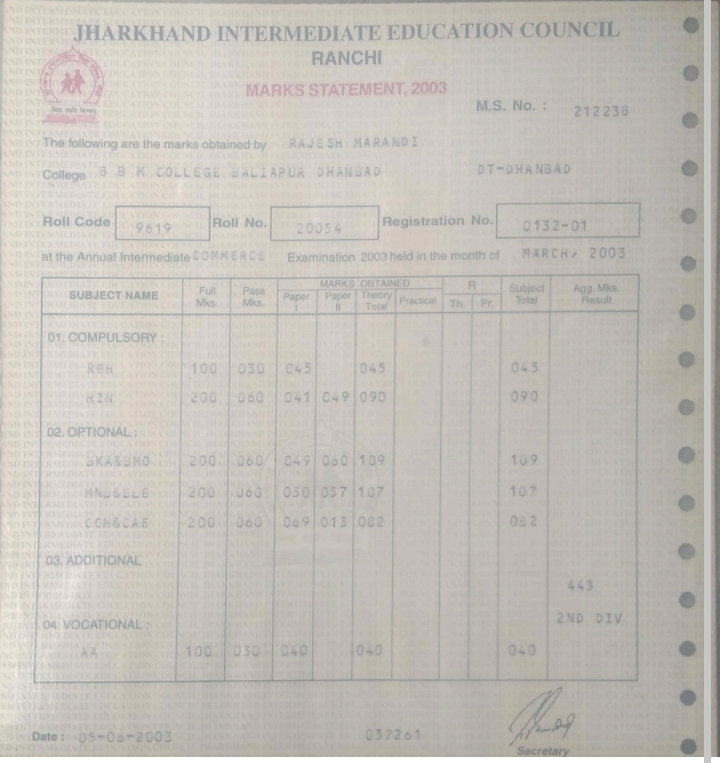 JHARKHAND INTERMEDIATE EDUCATION COUNCIL
RANCHI
MARKS STATEMENT, 2003
M.S. No. : 212238
The following are the marks obtained by RAJESH MARANDI
College B B M COLLEGE BALIAPUR DHANBAD DT-DHANBAD
Roll Code 9619 Roll No. 20054 Registration No. 0132-01
at the Annual Intermediate COMMERCE Examination 2003 held in the month of MARCH, 2003
SUBJECT NAME Full Mks. Pass Mks. MARKS OBTAINED Paper I Paper II Theory Total Practical R Th. Pr. Subject Total Agg. Mks. Result
01. COMPULSORY :
RBH 100 030 045 045 045
HIN 200 060 041 049 090 090
02. OPTIONAL :
BKA&BMO 200 060 049 060 109 109
MNB&ELE 200 060 050 057 107 107
COM&CAE 200 060 069 013 082 082
03. ADDITIONAL
443
2ND DIV
04. VOCATIONAL :
AA 100 030 040 040 040
Date : 05-06-2003 037261
Secretary